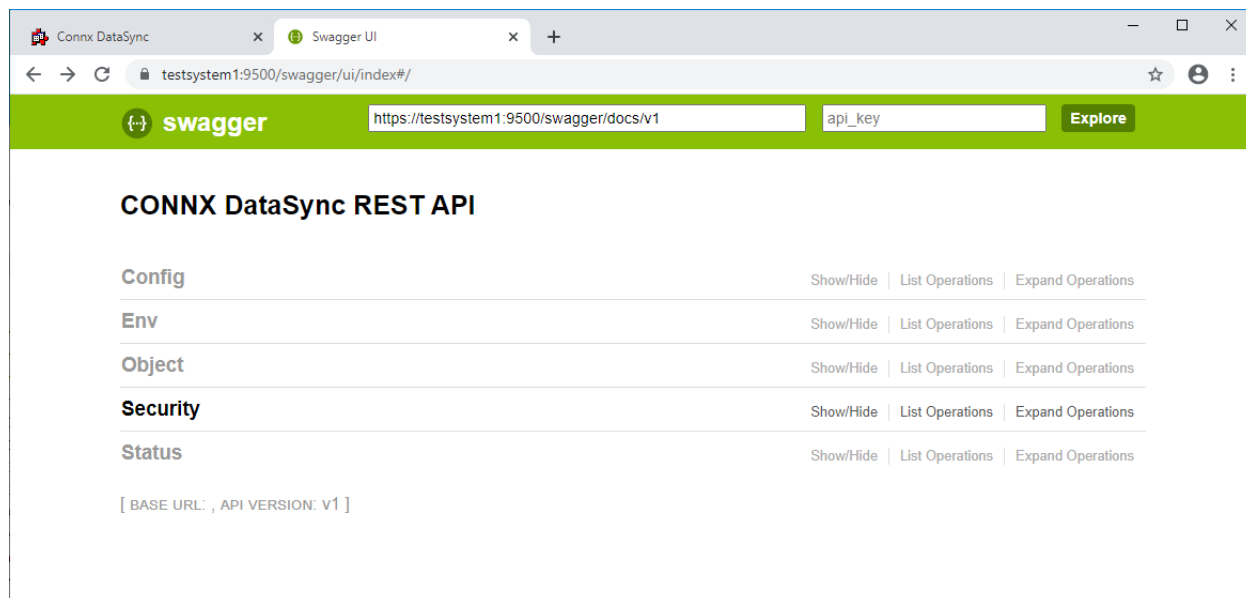 Connx DataSync
Swagger UI
testsystem1:9500/swagger/ui/index#/
{··} swagger https://testsystem1:9500/swagger/docs/v1 api_key Explore
CONNX DataSync REST API
Config Show/Hide List Operations Expand Operations
Env Show/Hide List Operations Expand Operations
Object Show/Hide List Operations Expand Operations
Security Show/Hide List Operations Expand Operations
Status Show/Hide List Operations Expand Operations
[ BASE URL: , API VERSION: V1 ]